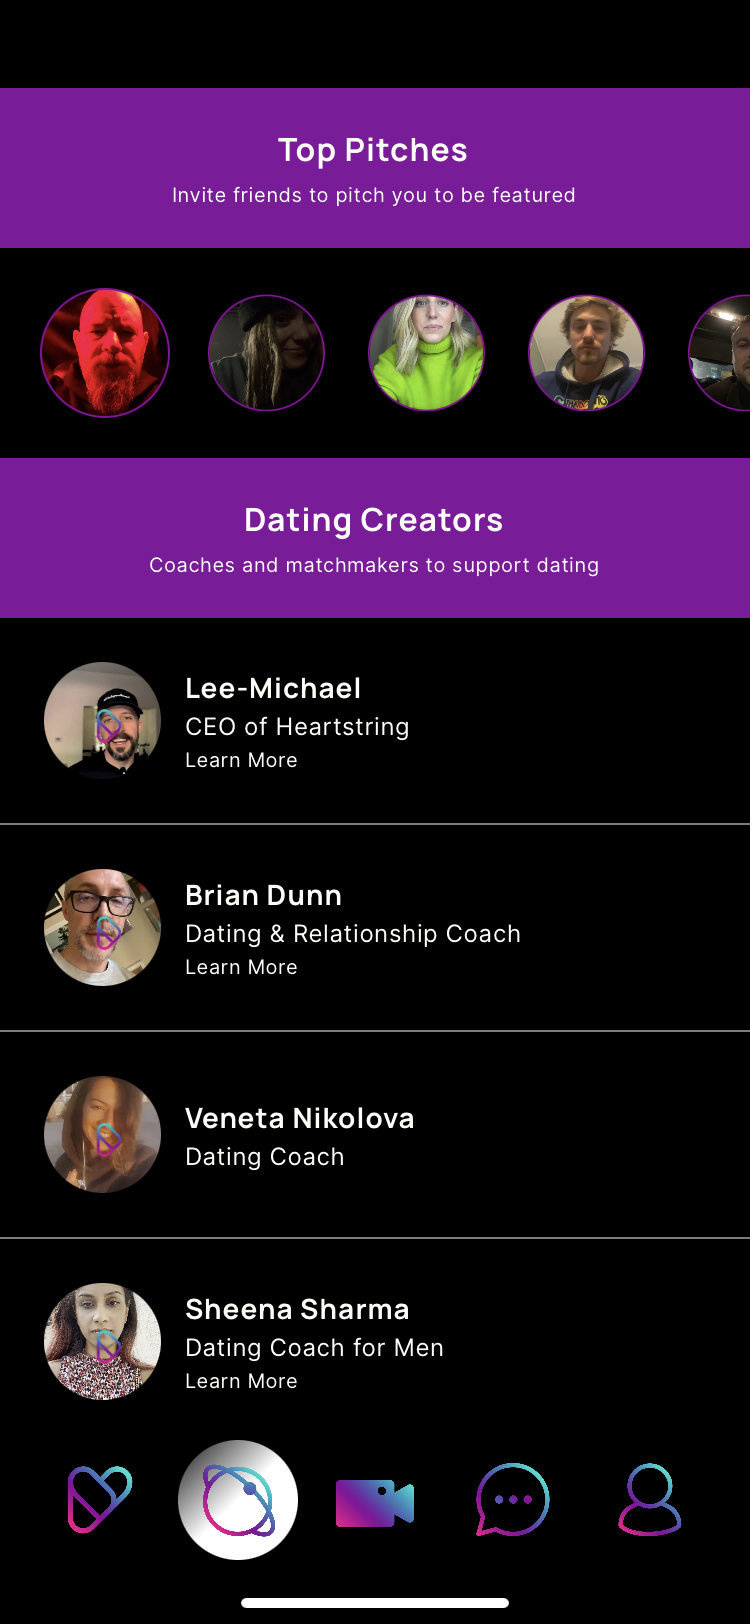 Top Pitches
Invite friends to pitch you to be featured
Dating Creators
Coaches and matchmakers to support dating
Lee-Michael
CEO of Heartstring
Learn More
Brian Dunn
Dating & Relationship Coach
Learn More
Veneta Nikolova
Dating Coach
Sheena Sharma
Dating Coach for Men
Learn More